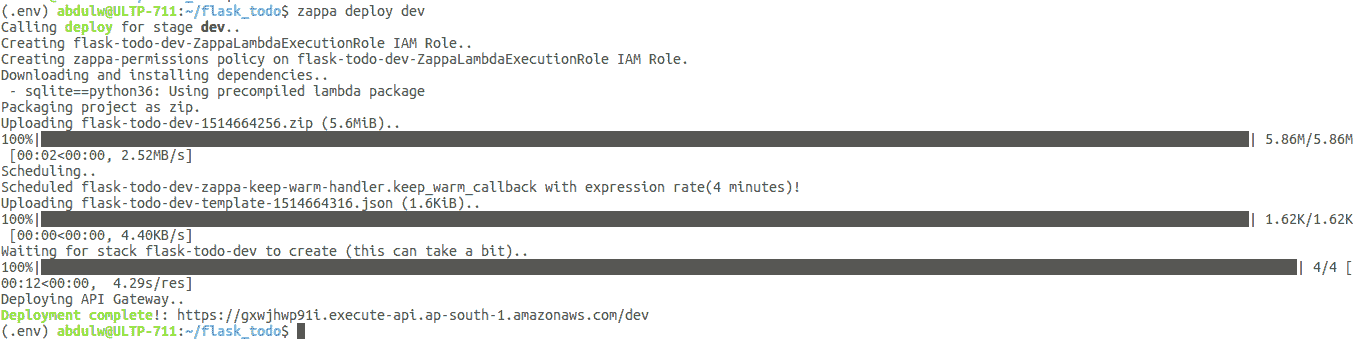 (.env) abdulw@ULTP-711:~/flask_todo$ zappa deploy dev
Calling deploy for stage dev..
Creating flask-todo-dev-ZappaLambdaExecutionRole IAM Role..
Creating zappa-permissions policy on flask-todo-dev-ZappaLambdaExecutionRole IAM Role.
Downloading and installing dependencies..
 - sqlite==python36: Using precompiled lambda package
Packaging project as zip.
Uploading flask-todo-dev-1514664256.zip (5.6MiB)..
100%| | 5.86M/5.86M
 [00:02<00:00, 2.52MB/s]
Scheduling..
Scheduled flask-todo-dev-zappa-keep-warm-handler.keep_warm_callback with expression rate(4 minutes)!
Uploading flask-todo-dev-template-1514664316.json (1.6KiB)..
100%| | 1.62K/1.62K
 [00:00<00:00, 4.40KB/s]
Waiting for stack flask-todo-dev to create (this can take a bit)..
100%| | 4/4 [
00:12<00:00,  4.29s/res]
Deploying API Gateway..
Deployment complete!: https://gxwjhwp91i.execute-api.ap-south-1.amazonaws.com/dev
(.env) abdulw@ULTP-711:~/flask_todo$